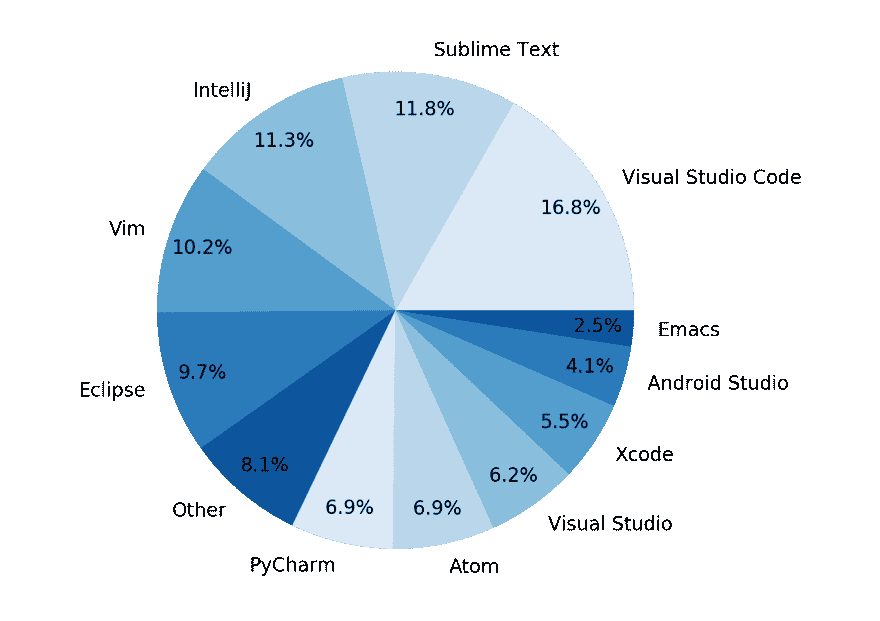 Sublime Text
11.8%
IntelliJ
11.3%
Visual Studio Code
16.8%
Vim
10.2%
Eclipse
9.7%
Other
8.1%
PyCharm
6.9%
Atom
6.9%
Visual Studio
6.2%
Xcode
5.5%
Android Studio
4.1%
Emacs
2.5%